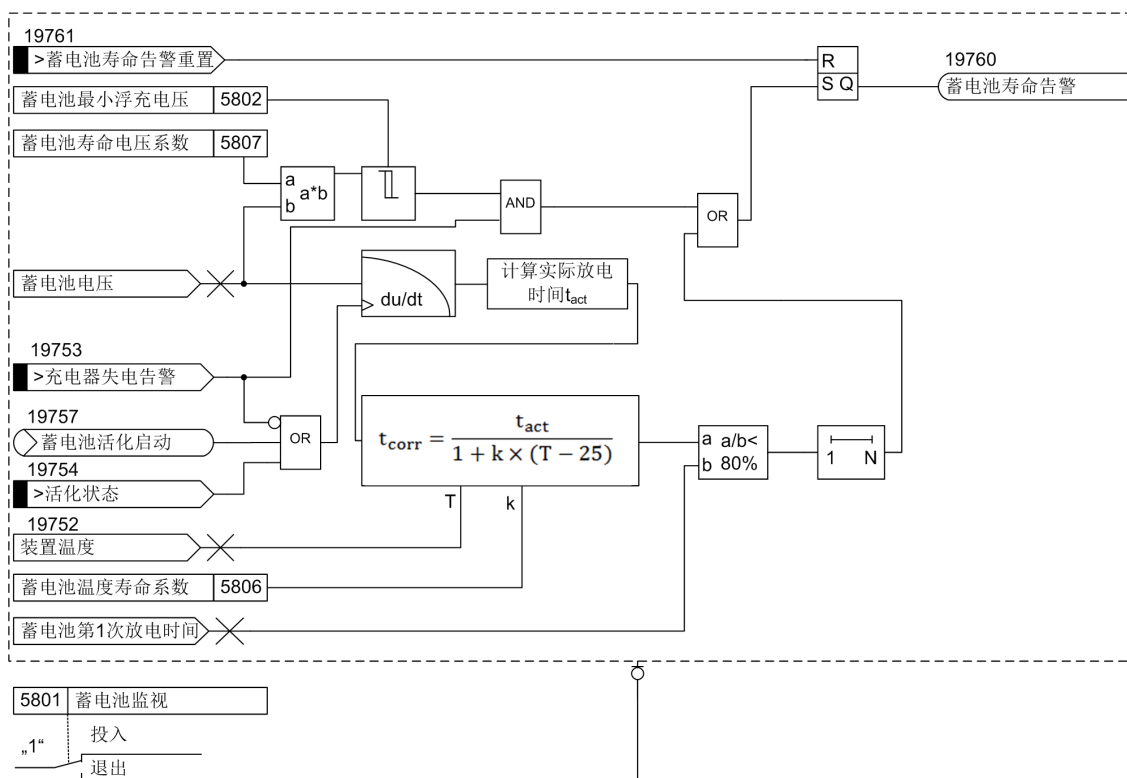 19761
>蓄电池寿命告警重置
R
S Q
19760
蓄电池寿命告警
蓄电池最小浮充电压 5802
蓄电池寿命电压系数 5807
a
a*b
b
AND
OR
蓄电池电压
du/dt
计算实际放电
时间tact
19753
>充电器失电告警
19757
蓄电池活化启动
OR
19754
>活化状态
tcorr = tact / (1 + k × (T − 25))
T
k
a a/b<
b 80%
1 N
19752
装置温度
蓄电池温度寿命系数 5806
蓄电池第1次放电时间
5801 蓄电池监视
„1“
投入
退出